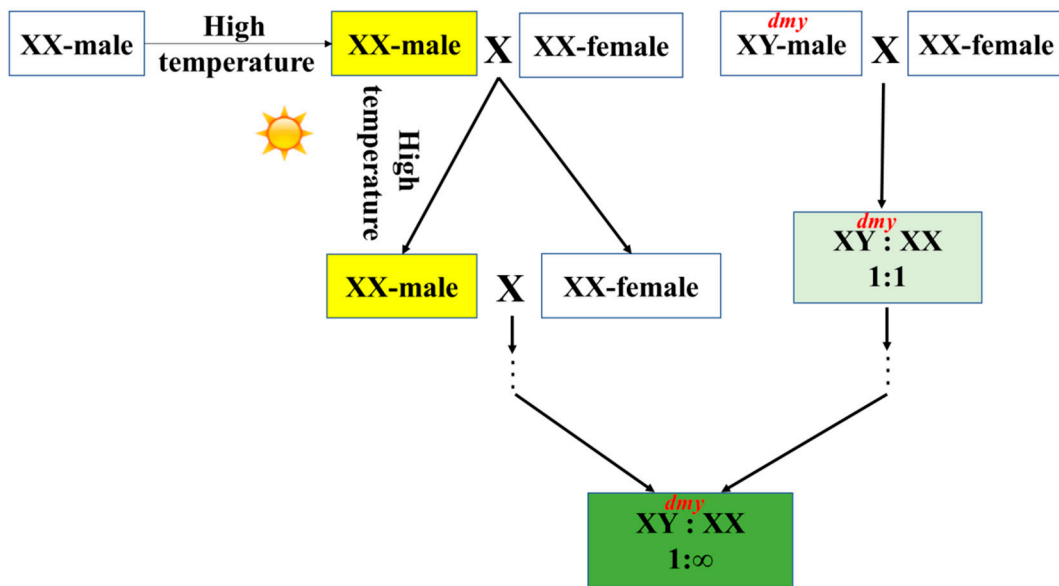 XX-male
High
temperature
XX-male
X
XX-female
dmy
XY-male
X
XX-female
High
temperature
dmy
XY : XX
1:1
XX-male
X
XX-female
dmy
XY : XX
1:∞